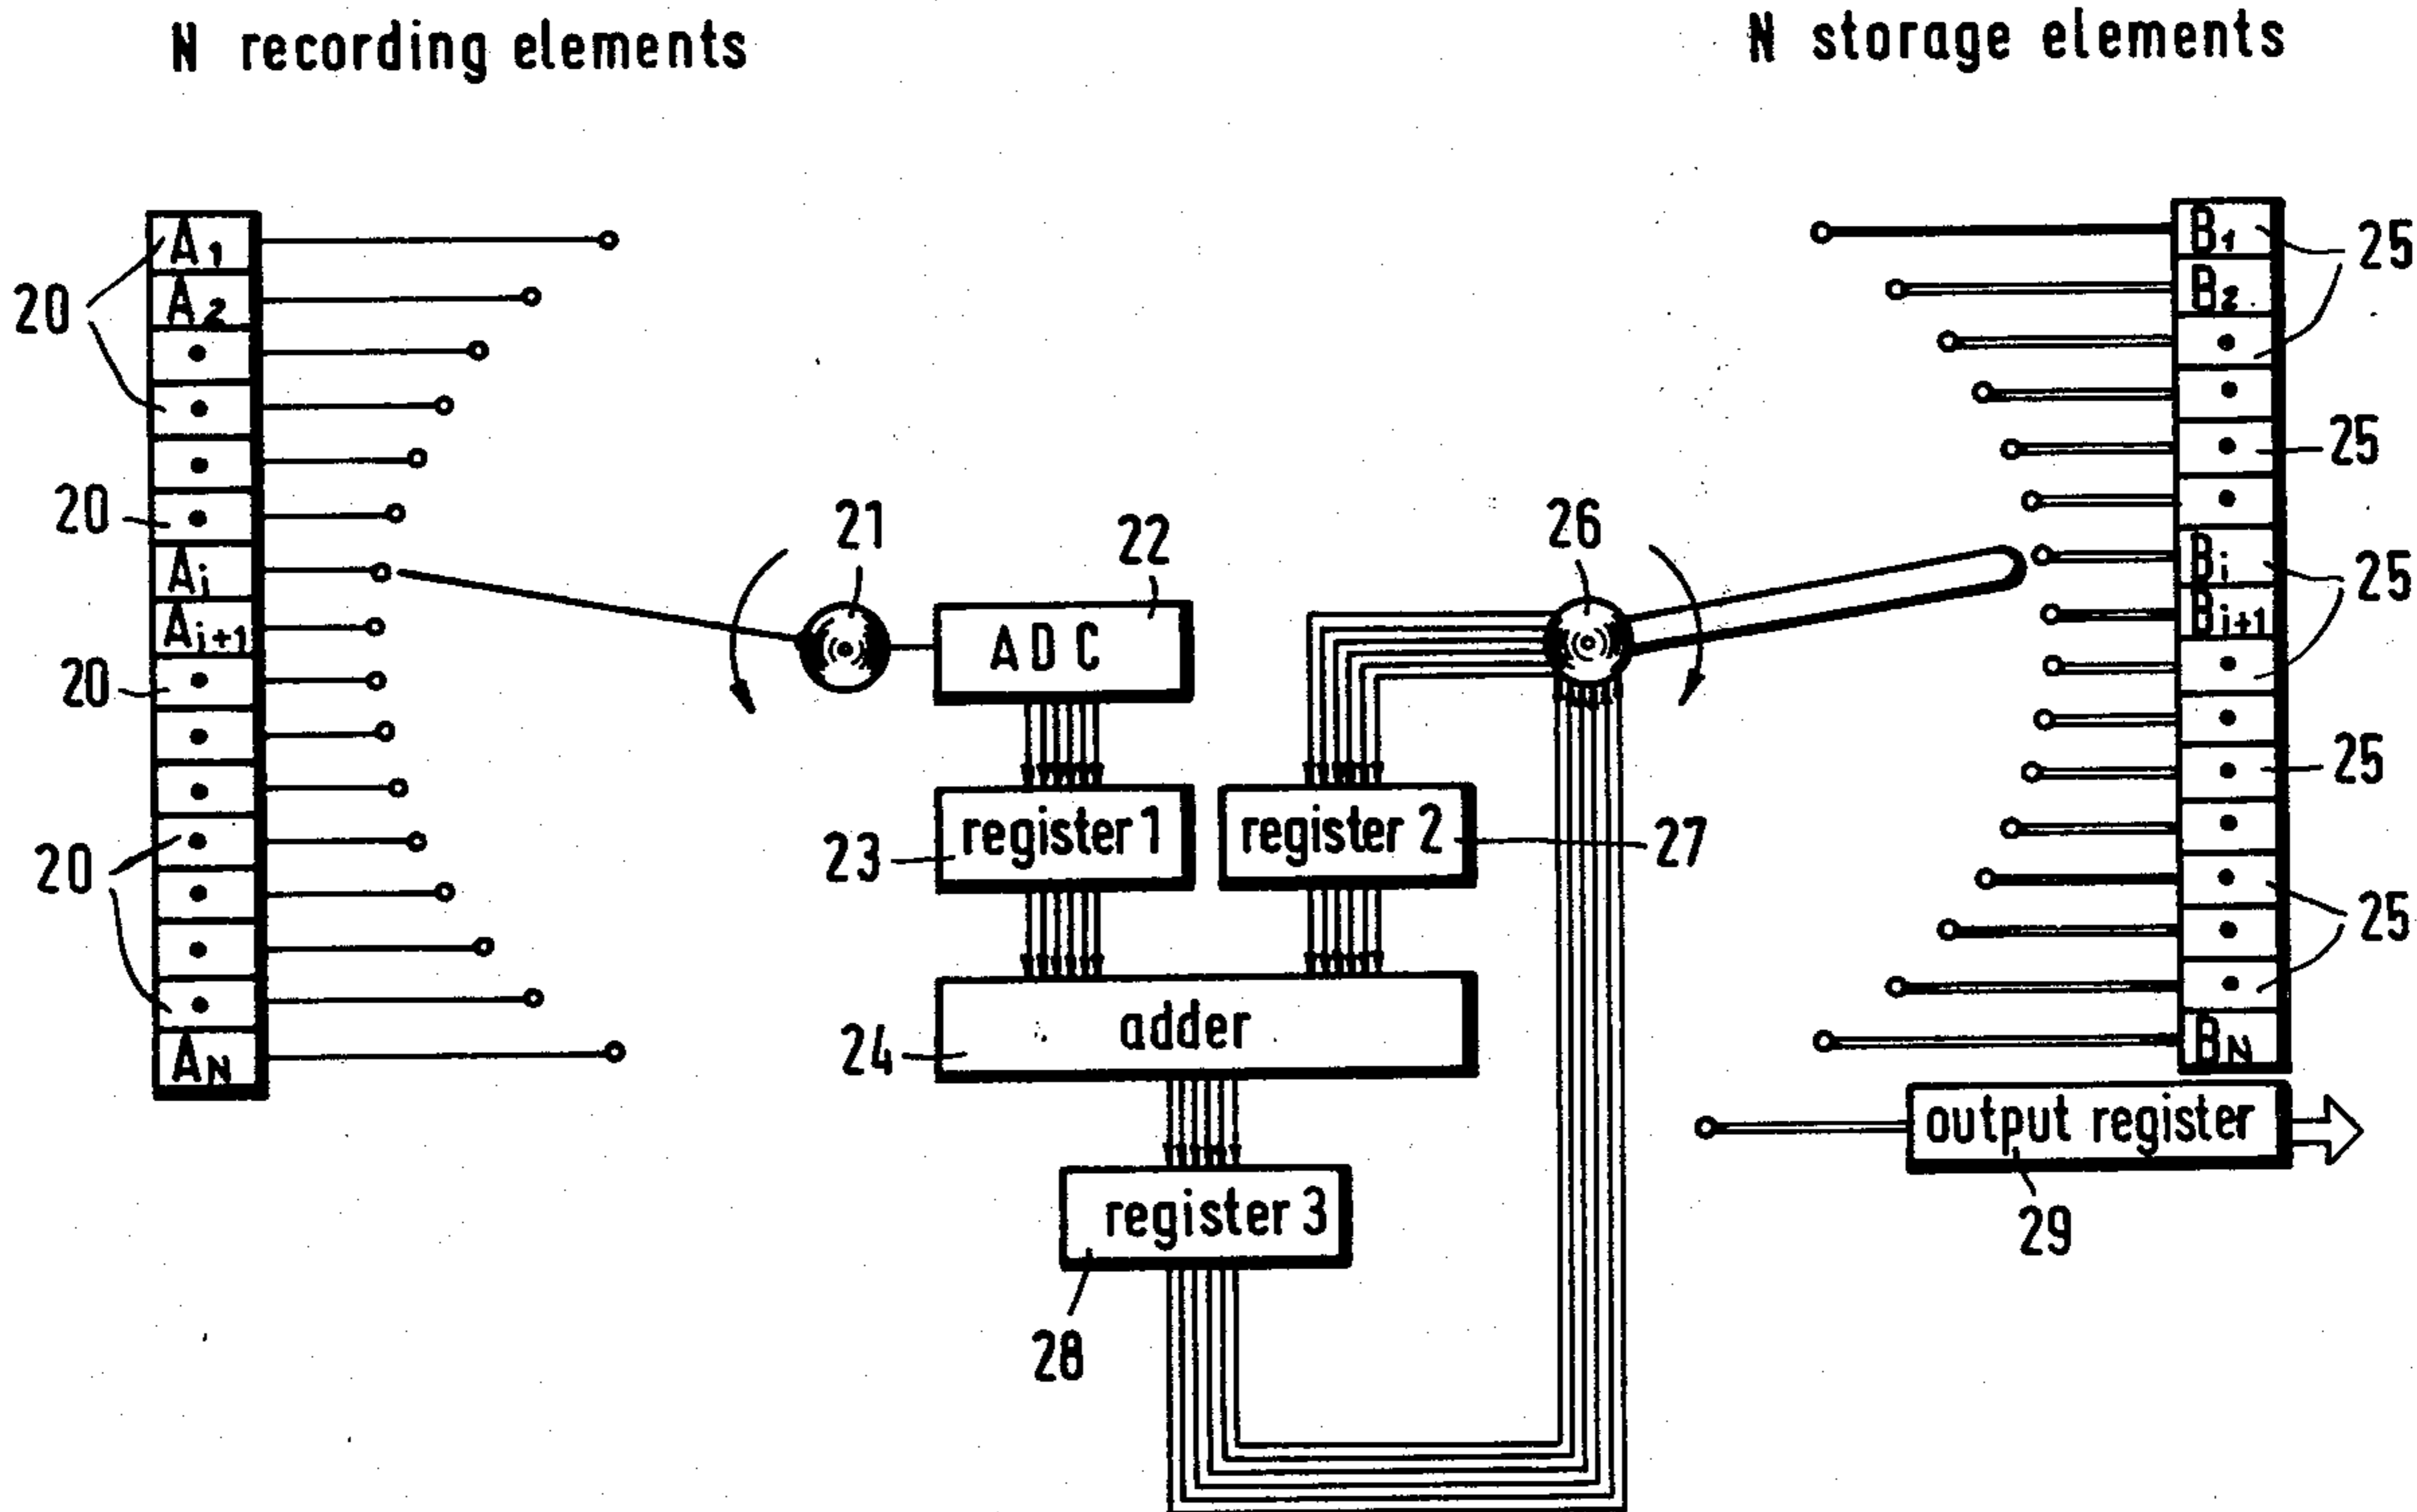 N recording elements
N storage elements
A1
A2
Ai
Ai+1
AN
20
20
20
20
21
22
ADC
23
register 1
register 2
27
24
adder
register 3
28
26
B1
B2
Bi
Bi+1
BN
25
25
25
25
25
output register
29